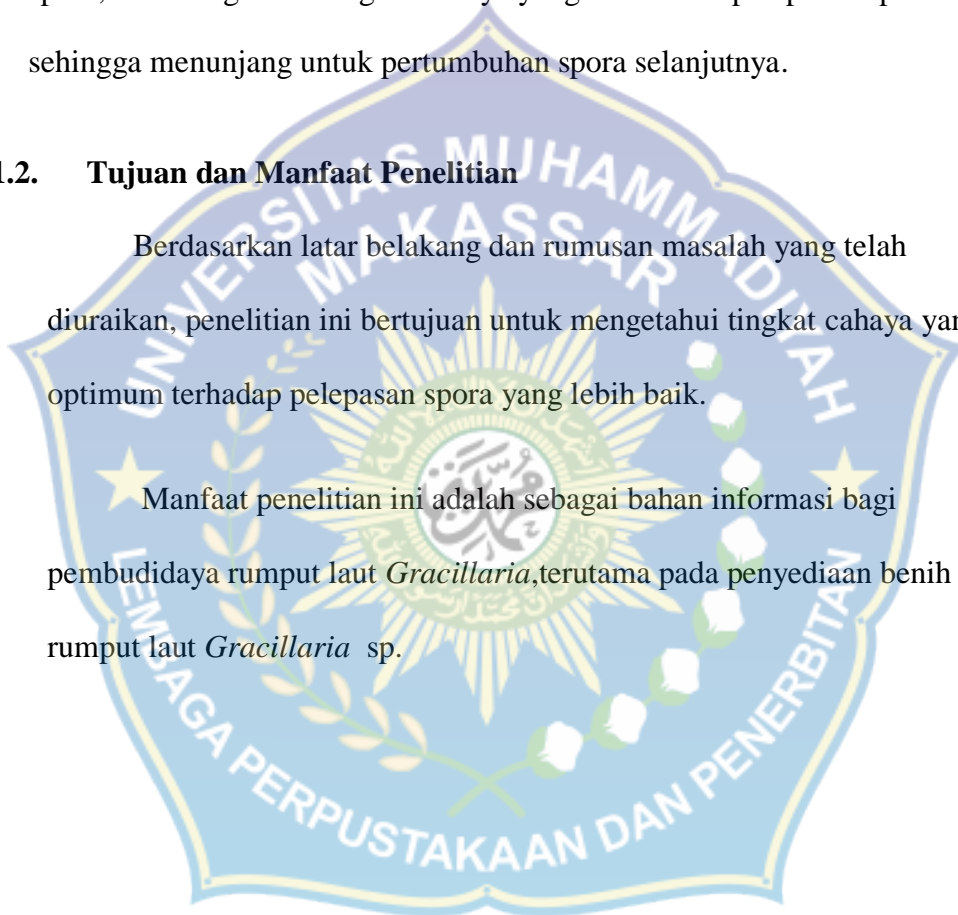 sehingga menunjang untuk pertumbuhan spora selanjutnya.
1.2. Tujuan dan Manfaat Penelitian
Berdasarkan latar belakang dan rumusan masalah yang telah
diuraikan, penelitian ini bertujuan untuk mengetahui tingkat cahaya yan
optimum terhadap pelepasan spora yang lebih baik.
Manfaat penelitian ini adalah sebagai bahan informasi bagi
pembudidaya rumput laut Gracillaria,terutama pada penyediaan benih
rumput laut Gracillaria sp.
UNIVERSITAS MUHAMMADIYAH
MAKASSAR
LEMBAGA PERPUSTAKAAN DAN PENERBITAN